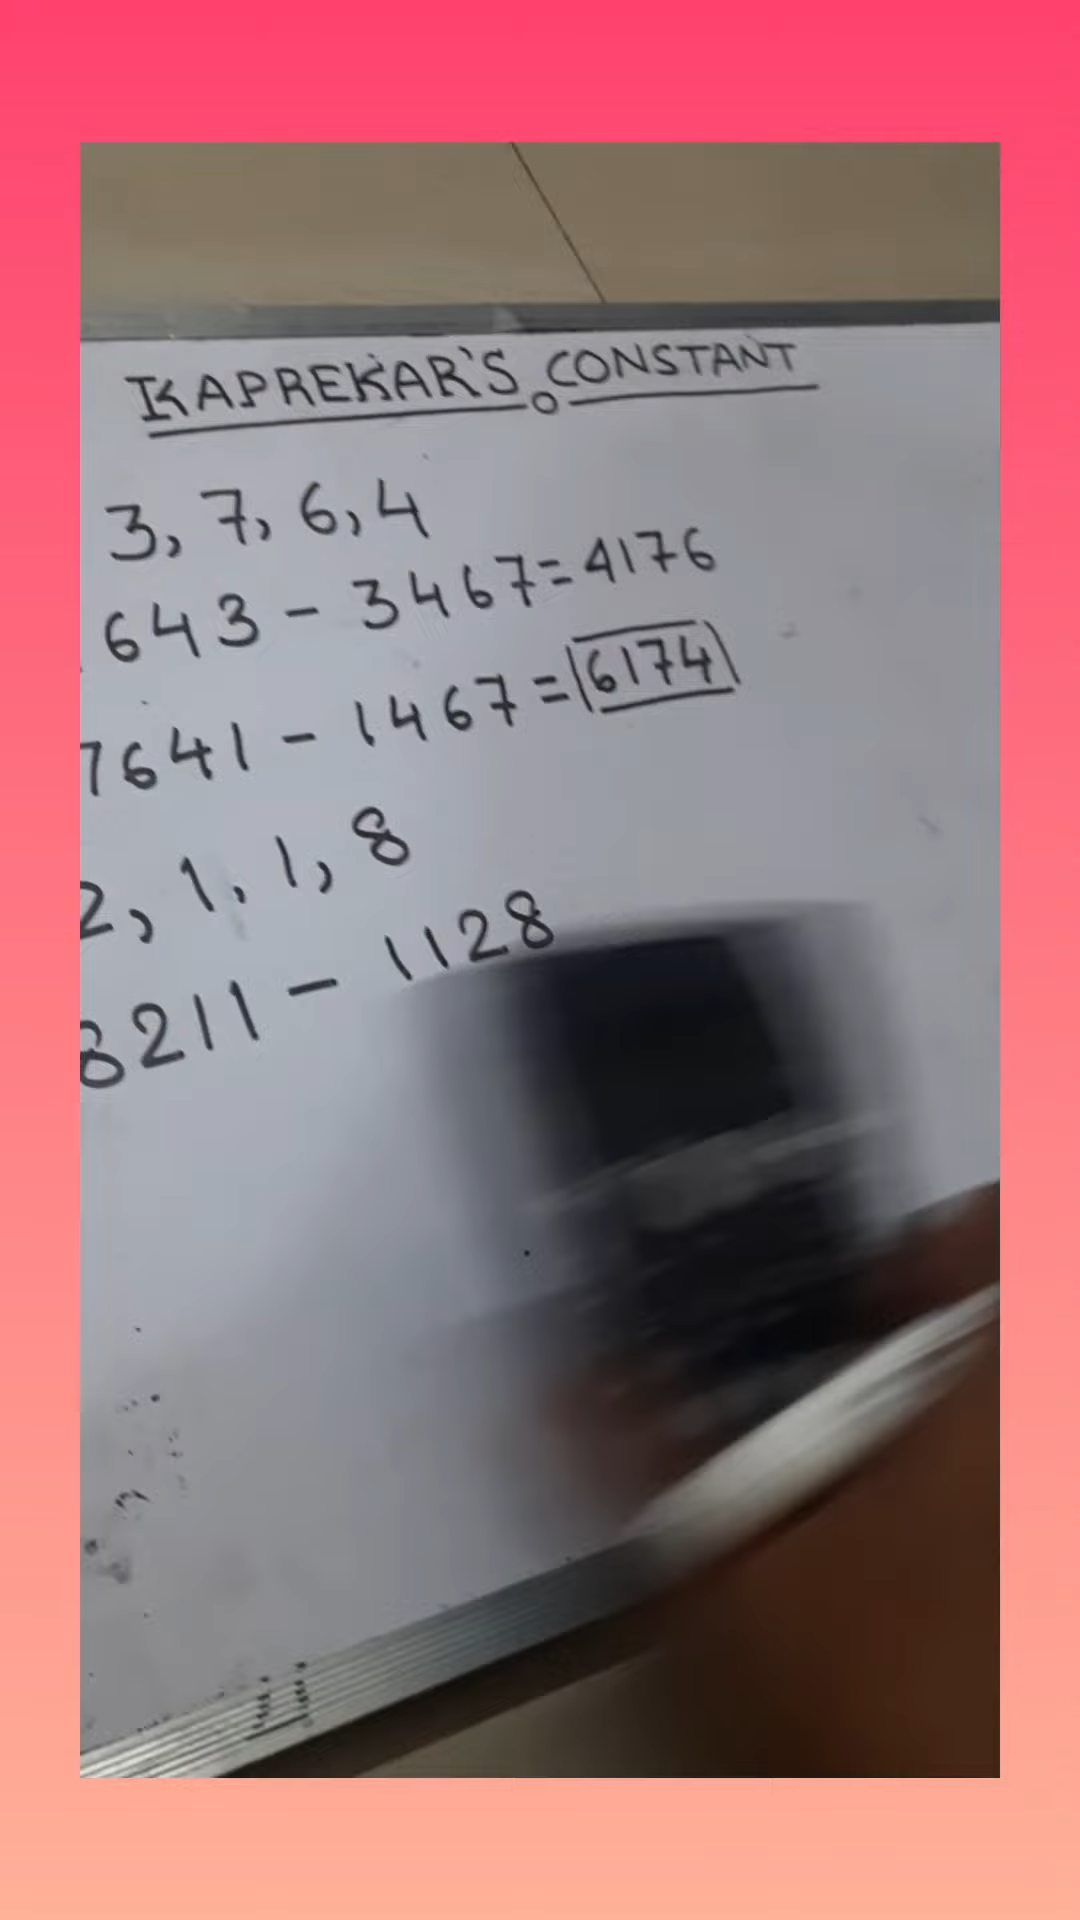 KAPREKAR'S CONSTANT
3, 7, 6, 4
643 - 3467 = 4176
7641 - 1467 = 6174
2, 1, 1, 8
8211 - 1128